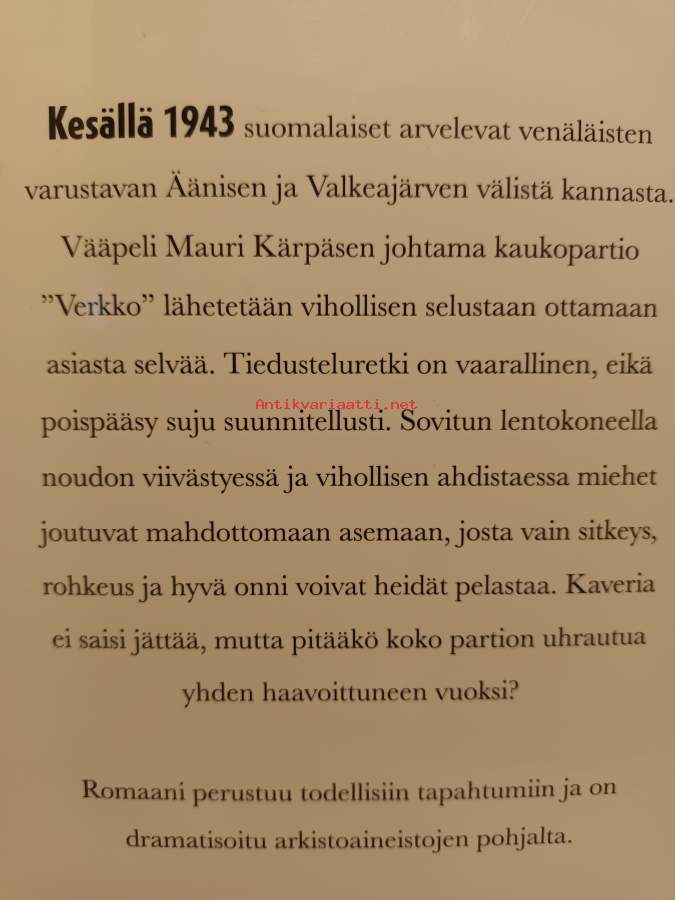 Kesällä 1943 suomalaiset arvelevat venäläisten
varustavan Äänisen ja Valkeajärven välistä kannasta.
Vääpeli Mauri Kärpäsen johtama kaukopartio
”Verkko” lähetetään vihollisen selustaan ottamaan
asiasta selvää. Tiedusteluretki on vaarallinen, eikä
Antikvariaatti.net
poispääsy suju suunnitellusti. Sovitun lentokoneella
noudon viivästyessä ja vihollisen ahdistaessa miehet
joutuvat mahdottomaan asemaan, josta vain sitkeys,
rohkeus ja hyvä onni voivat heidät pelastaa. Kaveria
ei saisi jättää, mutta pitääkö koko partion uhrautua
yhden haavoittuneen vuoksi?
Romaani perustuu todellisiin tapahtumiin ja on
dramatisoitu arkistoaineistojen pohjalta.